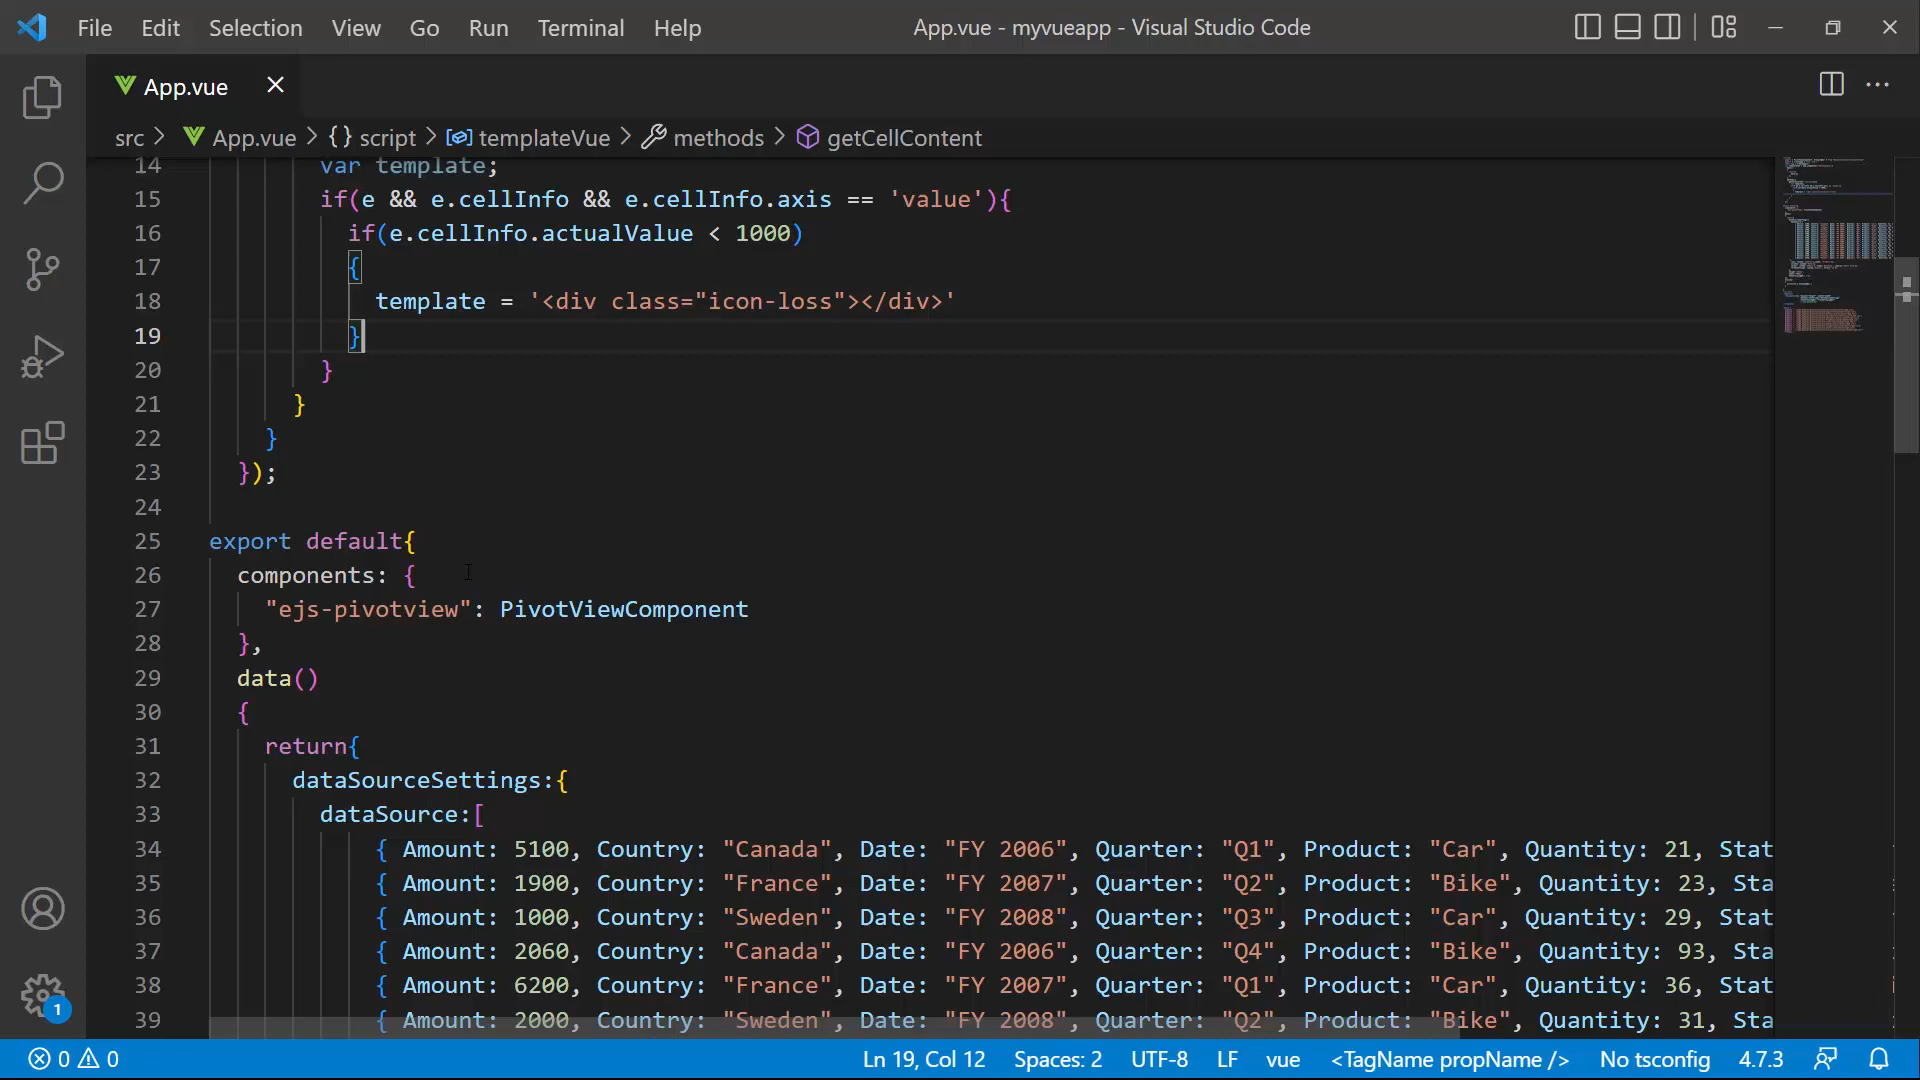 File Edit Selection View Go Run Terminal Help App.vue - myvueapp - Visual Studio Code
App.vue
src > App.vue > {} script > templateVue > methods > getCellContent
14 var template;
15 if(e && e.cellInfo && e.cellInfo.axis == 'value'){
16 if(e.cellInfo.actualValue < 1000)
17 {
18 template = '<div class="icon-loss"></div>'
19 }
20 }
21 }
22 }
23 });
24
25 export default{
26 components: {
27 "ejs-pivotview": PivotViewComponent
28 },
29 data()
30 {
31 return{
32 dataSourceSettings:{
33 dataSource:[
34 { Amount: 5100, Country: "Canada", Date: "FY 2006", Quarter: "Q1", Product: "Car", Quantity: 21, Stat
35 { Amount: 1900, Country: "France", Date: "FY 2007", Quarter: "Q2", Product: "Bike", Quantity: 23, Sta
36 { Amount: 1000, Country: "Sweden", Date: "FY 2008", Quarter: "Q3", Product: "Car", Quantity: 29, Stat
37 { Amount: 2060, Country: "Canada", Date: "FY 2006", Quarter: "Q4", Product: "Bike", Quantity: 93, Sta
38 { Amount: 6200, Country: "France", Date: "FY 2007", Quarter: "Q1", Product: "Car", Quantity: 36, Stat
39 { Amount: 2000, Country: "Sweden", Date: "FY 2008", Quarter: "Q2", Product: "Bike", Quantity: 31, Sta
1
0 0 Ln 19, Col 12 Spaces: 2 UTF-8 LF vue <TagName propName /> No tsconfig 4.7.3